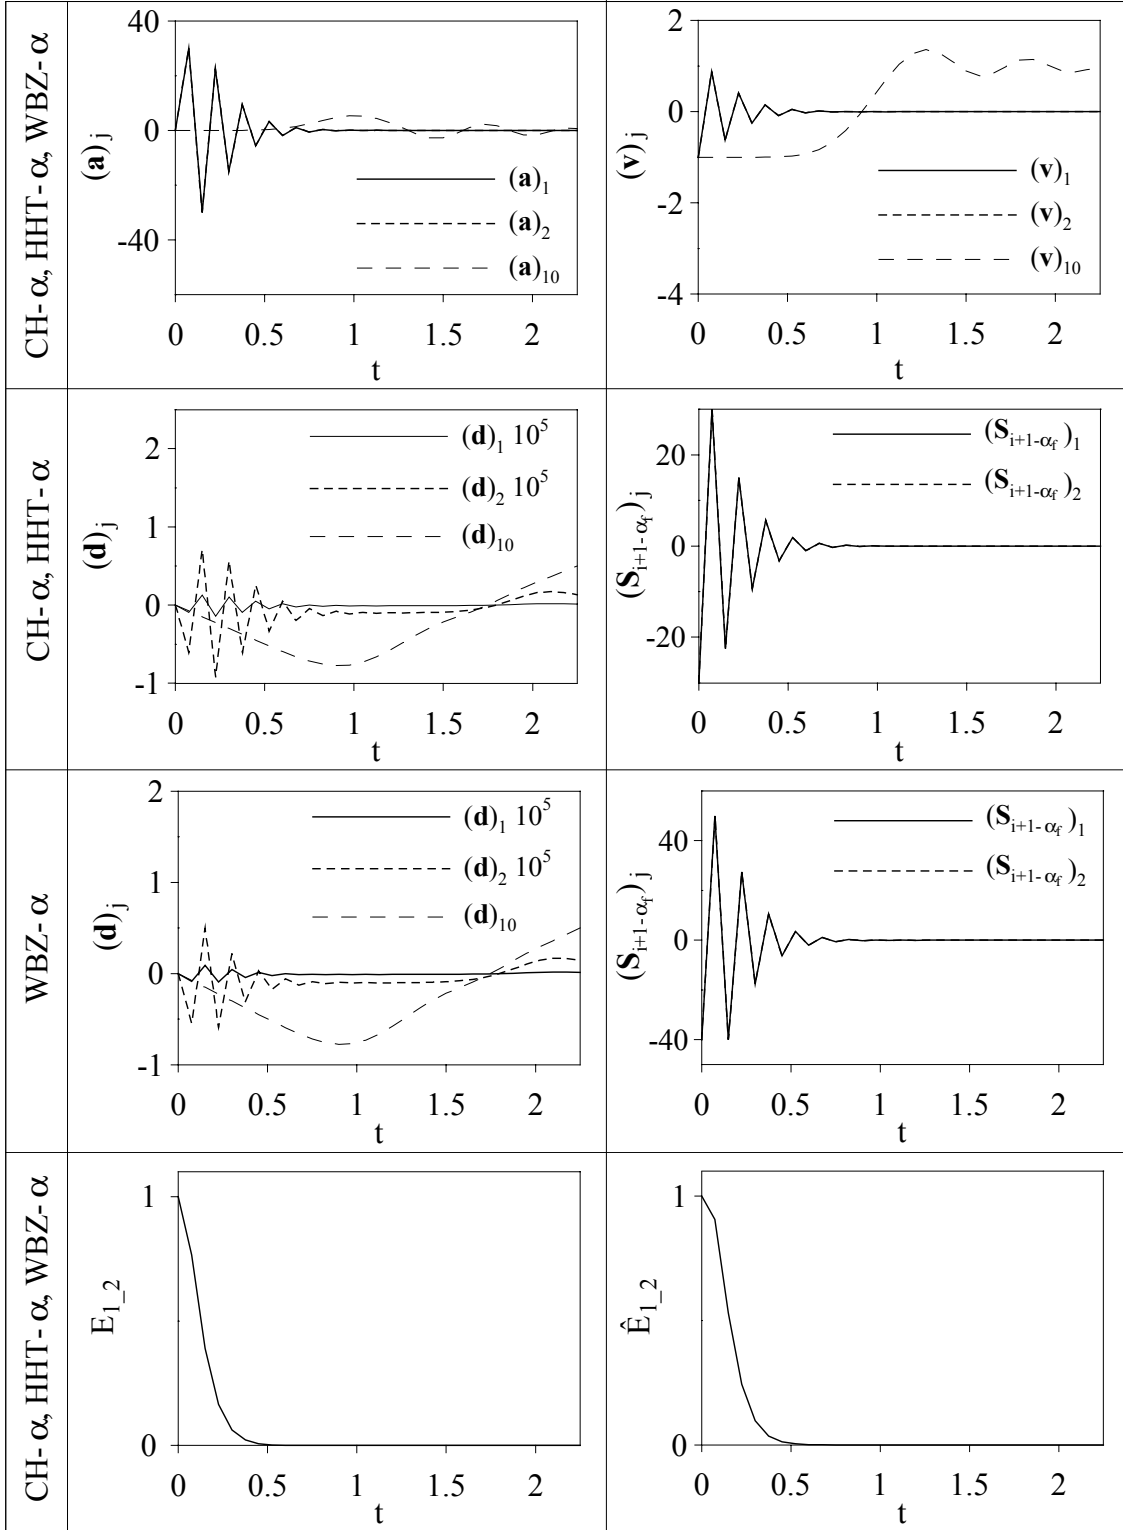 CH-α, HHT-α, WBZ-α
(a)j
40
0
-40
(a)1
(a)2
(a)10
0 0.5 1 1.5 2
t
(v)j
2
0
-2
-4
(v)1
(v)2
(v)10
0 0.5 1 1.5 2
t
CH-α, HHT-α
(d)j
2
1
0
-1
(d)1 10^5
(d)2 10^5
(d)10
0 0.5 1 1.5 2
t
(S i+1-αf)j
20
0
-20
(S i+1-αf)1
(S i+1-αf)2
0 0.5 1 1.5 2
t
WBZ-α
(d)j
2
1
0
-1
(d)1 10^5
(d)2 10^5
(d)10
0 0.5 1 1.5 2
t
(S i+1-αf)j
40
0
-40
(S i+1-αf)1
(S i+1-αf)2
0 0.5 1 1.5 2
t
CH-α, HHT-α, WBZ-α
E1_2
1
0
0 0.5 1 1.5 2
t
Ê1_2
1
0
0 0.5 1 1.5 2
t